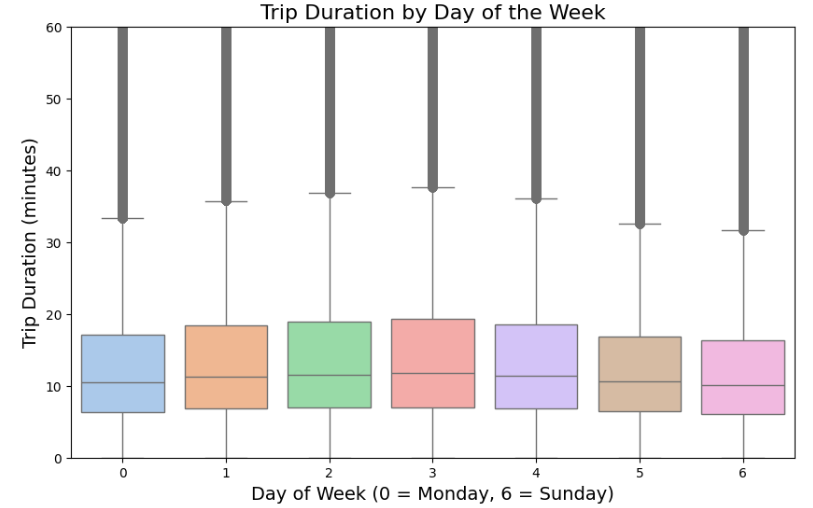 Trip Duration by Day of the Week
60
50
40
30
20
10
0
Trip Duration (minutes)
0 1 2 3 4 5 6
Day of Week (0 = Monday, 6 = Sunday)